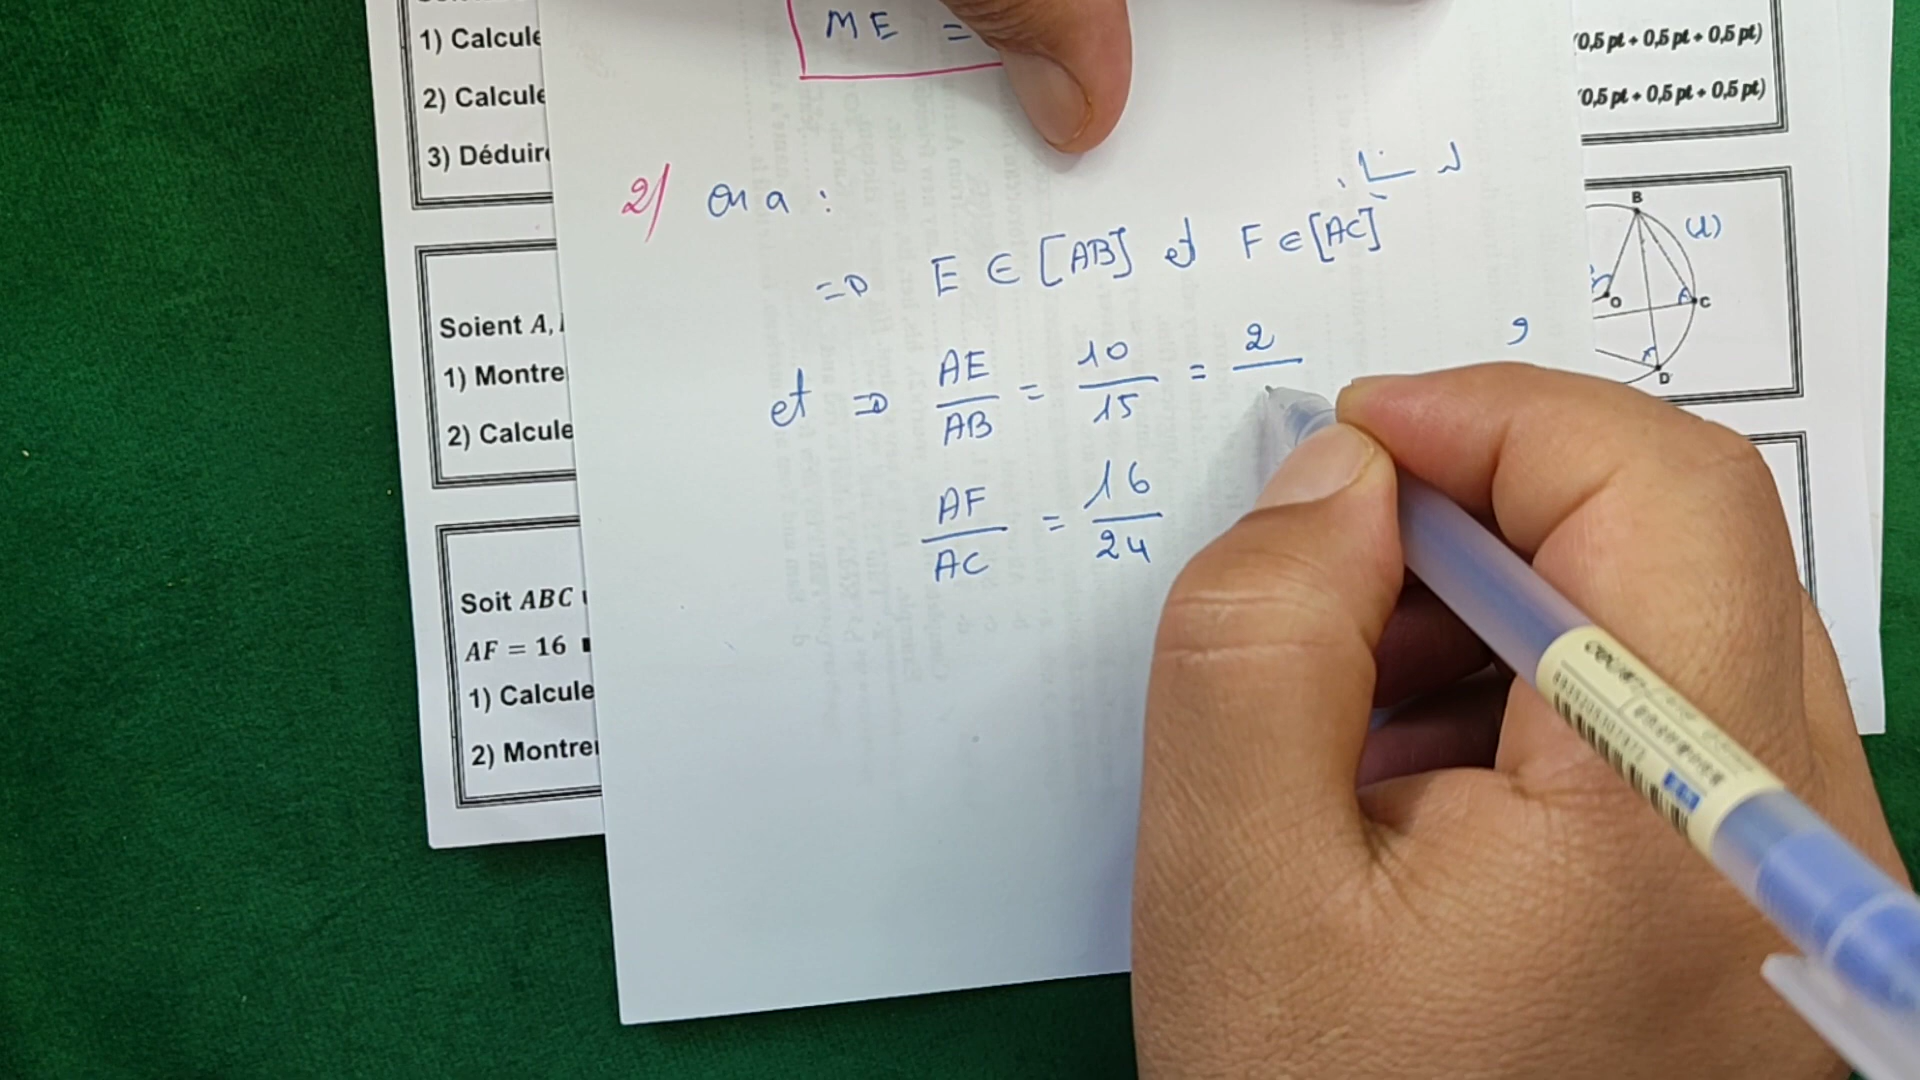 1) Calcule
2) Calcule
3) Déduire
(0,5 pt + 0,5 pt + 0,5 pt)
(0,5 pt + 0,5 pt + 0,5 pt)
ME =
2/ on a :
=> E ∈ [AB] et F ∈ [AC]
et => AE/AB = 10/15 = 2
AF/AC = 16/24
B
(d)
O
C
D
Soient A,
1) Montre
2) Calcule
Soit ABC
AF = 16
1) Calcule
2) Montrer